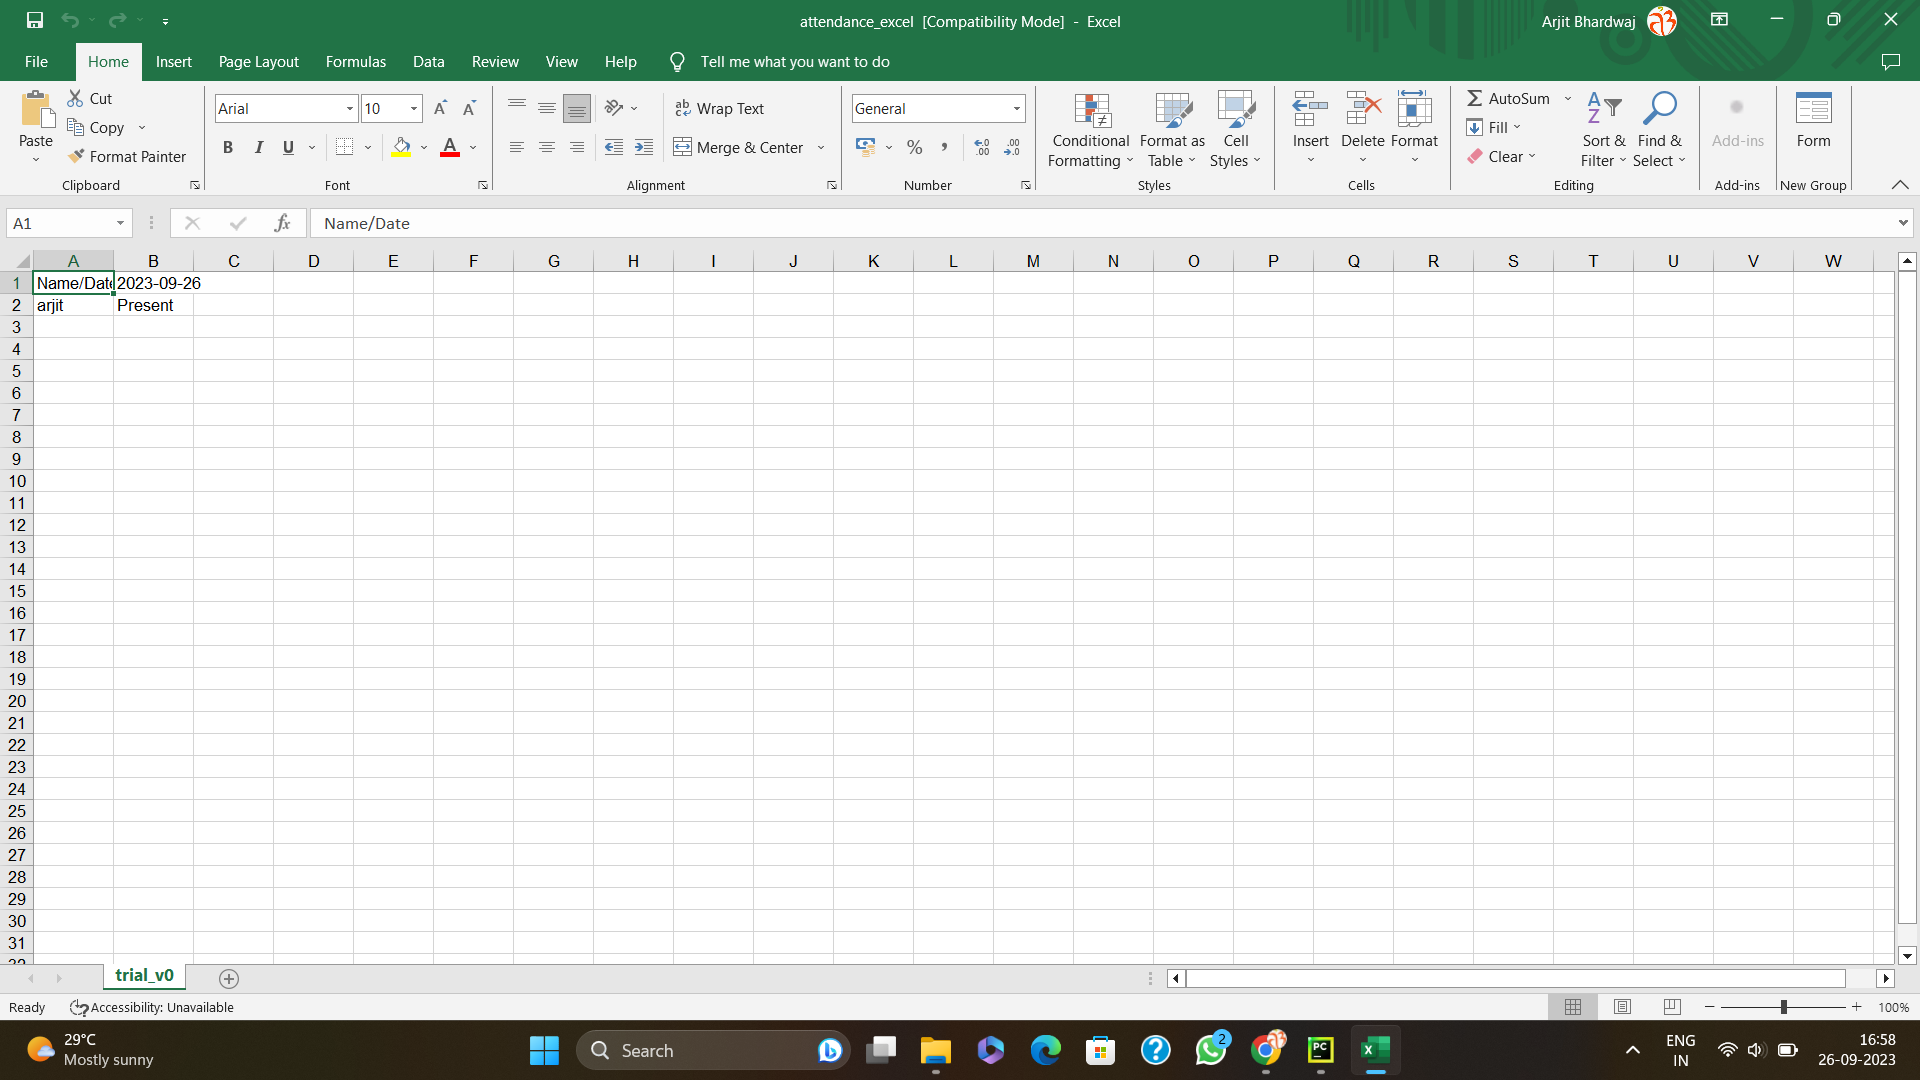 attendance_excel [Compatibility Mode] - Excel
Arjit Bhardwaj
File Home Insert Page Layout Formulas Data Review View Help Tell me what you want to do
Paste
Cut
Copy
Format Painter
Clipboard
Arial 10
B I U A
Font
ab Wrap Text
Merge & Center
Alignment
General
% ,
Number
Conditional Formatting
Format as Table
Cell Styles
Styles
Insert Delete Format
Cells
AutoSum
Fill
Clear
Sort & Filter
Find & Select
Editing
Add-ins
Add-ins
Form
New Group
A1 fx Name/Date
A B C D E F G H I J K L M N O P Q R S T U V W
1 Name/Date 2023-09-26
2 arjit Present
3
4
5
6
7
8
9
10
11
12
13
14
15
16
17
18
19
20
21
22
23
24
25
26
27
28
29
30
31
32
trial_v0
Ready Accessibility: Unavailable 100%
29°C
Mostly sunny
Search
2
PC
ENG
IN
16:58
26-09-2023